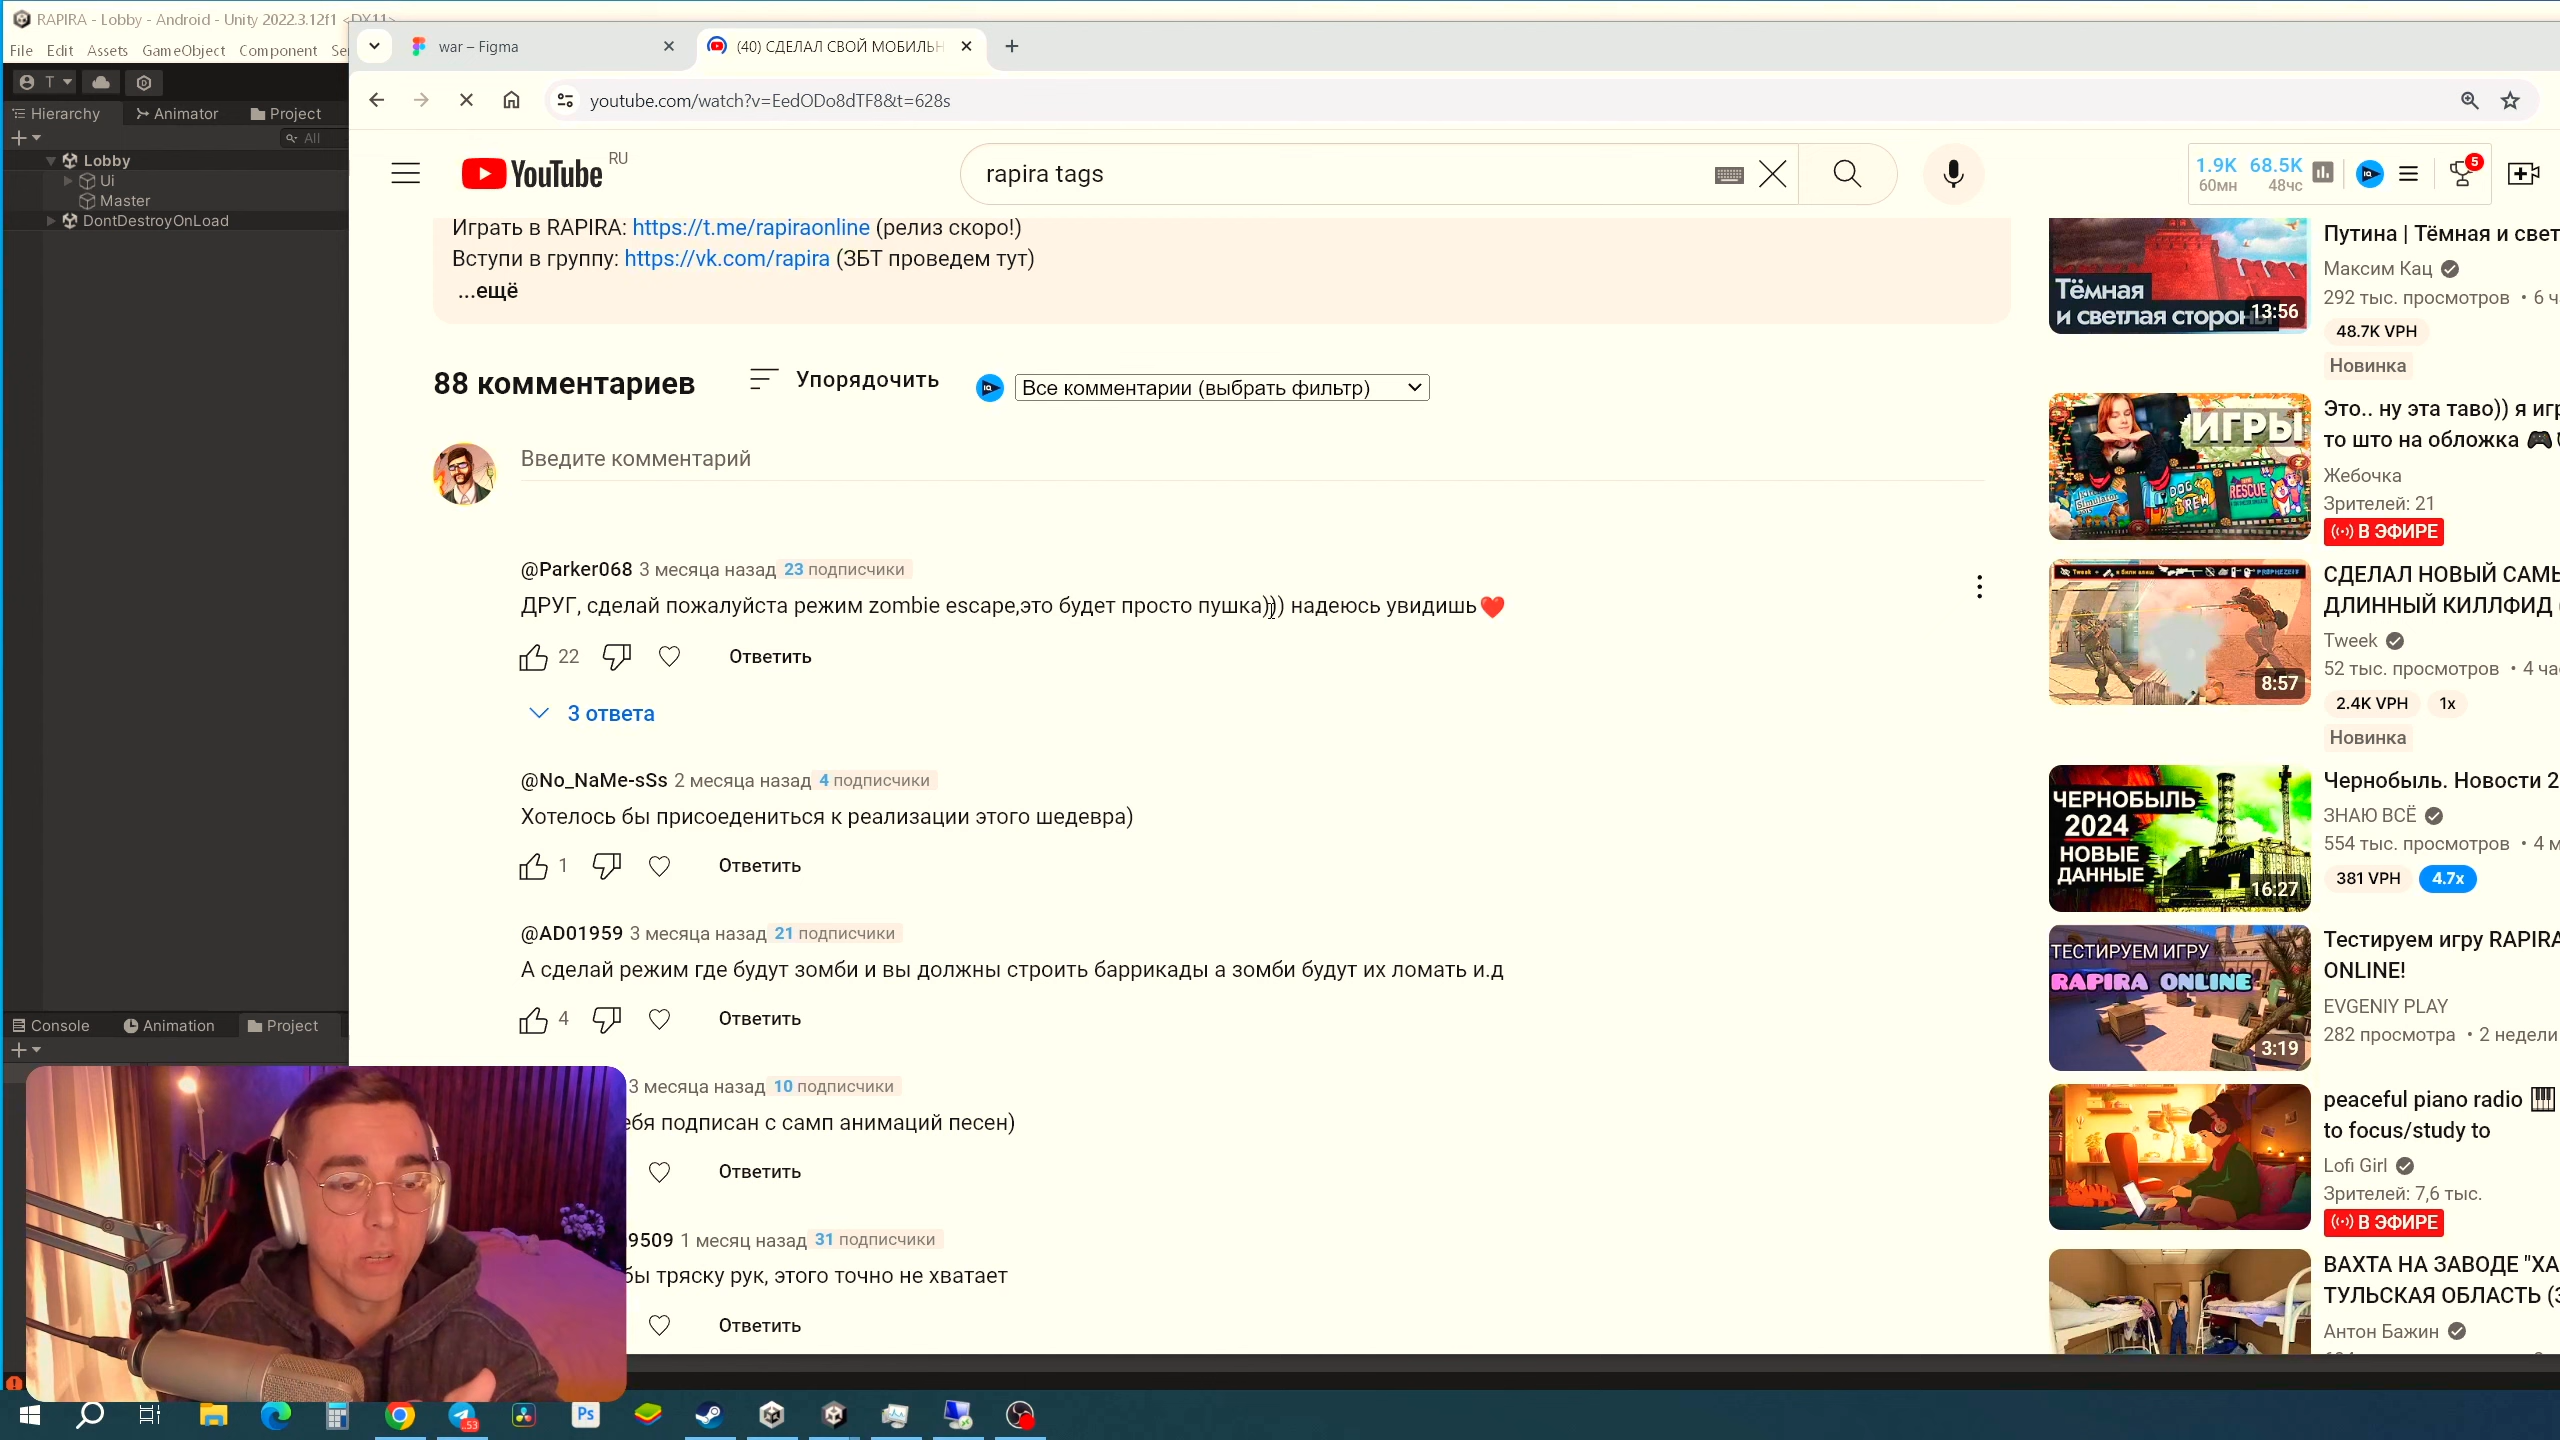 RAPIRA - Lobby - Android - Unity 2022.3.12f1 <DX11>
File Edit Assets GameObject Component
T
Hierarchy Animator Project
All
Lobby
Ui
Master
DontDestroyOnLoad
Console Animation Project
war – Figma
(40) СДЕЛАЛ СВОЙ МОБИЛЬН
youtube.com/watch?v=EedODo8dTF8&t=628s
YouTube RU
rapira tags
1.9K 68.5K
60мн 48чс
5
Играть в RAPIRA: https://t.me/rapiraonline (релиз скоро!)
Вступи в группу: https://vk.com/rapira (ЗБТ проведем тут)
...ещё
88 комментариев
Упорядочить
Все комментарии (выбрать фильтр)
Введите комментарий
@Parker068 3 месяца назад 23 подписчики
ДРУГ, сделай пожалуйста режим zombie escape,это будет просто пушка))) надеюсь увидишь❤️
22 Ответить
3 ответа
@No_NaMe-sSs 2 месяца назад 4 подписчики
Хотелось бы присоедениться к реализации этого шедевра)
1 Ответить
@AD01959 3 месяца назад 21 подписчики
А сделай режим где будут зомби и вы должны строить баррикады а зомби будут их ломать и.д
4 Ответить
3 месяца назад 10 подписчики
ебя подписан с самп анимаций песен)
Ответить
9509 1 месяц назад 31 подписчики
бы тряску рук, этого точно не хватает
Ответить
Тёмная
и светлая сторон
13:56
Путина | Тёмная и свет
Максим Кац
292 тыс. просмотров • 6 ч
48.7K VPH
Новинка
ИГРЫ
DOG
BREW
RESCUE
Это.. ну эта таво)) я игр
то што на обложка 🎮
Жебочка
Зрителей: 21
В ЭФИРЕ
8:57
СДЕЛАЛ НОВЫЙ САМЫ
ДЛИННЫЙ КИЛЛФИД
Tweek
52 тыс. просмотров • 4 ча
2.4K VPH 1x
Новинка
ЧЕРНОБЫЛЬ
2024
НОВЫЕ
ДАННЫЕ
16:27
Чернобыль. Новости 2
ЗНАЮ ВСЁ
554 тыс. просмотров • 4 м
381 VPH 4.7x
ТЕСТИРУЕМ ИГРУ
RAPIRA ONLINE
3:19
Тестируем игру RAPIRA
ONLINE!
EVGENIY PLAY
282 просмотра • 2 недели
peaceful piano radio 🎹
to focus/study to
Lofi Girl
Зрителей: 7,6 тыс.
В ЭФИРЕ
ВАХТА НА ЗАВОДЕ "ХА
ТУЛЬСКАЯ ОБЛАСТЬ (З
Антон Бажин
53
Ps